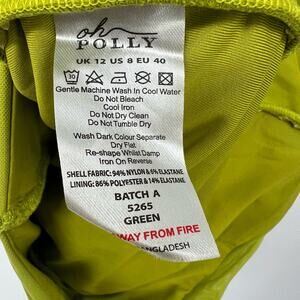 oh
POLLY
UK 12 US 8 EU 40
30
Gentle Machine Wash In Cool Water
Do Not Bleach
Cool Iron
Do Not Dry Clean
Do Not Tumble Dry
Wash Dark Colour Separate
Dry Flat
Re-shape Whilst Damp
Iron On Reverse
SHELL FABRIC: 94% NYLON & 6% ELASTANE
LINING: 86% POLYESTER & 14% ELASTANE
BATCH A
5265
GREEN
AWAY FROM FIRE
BANGLADESH